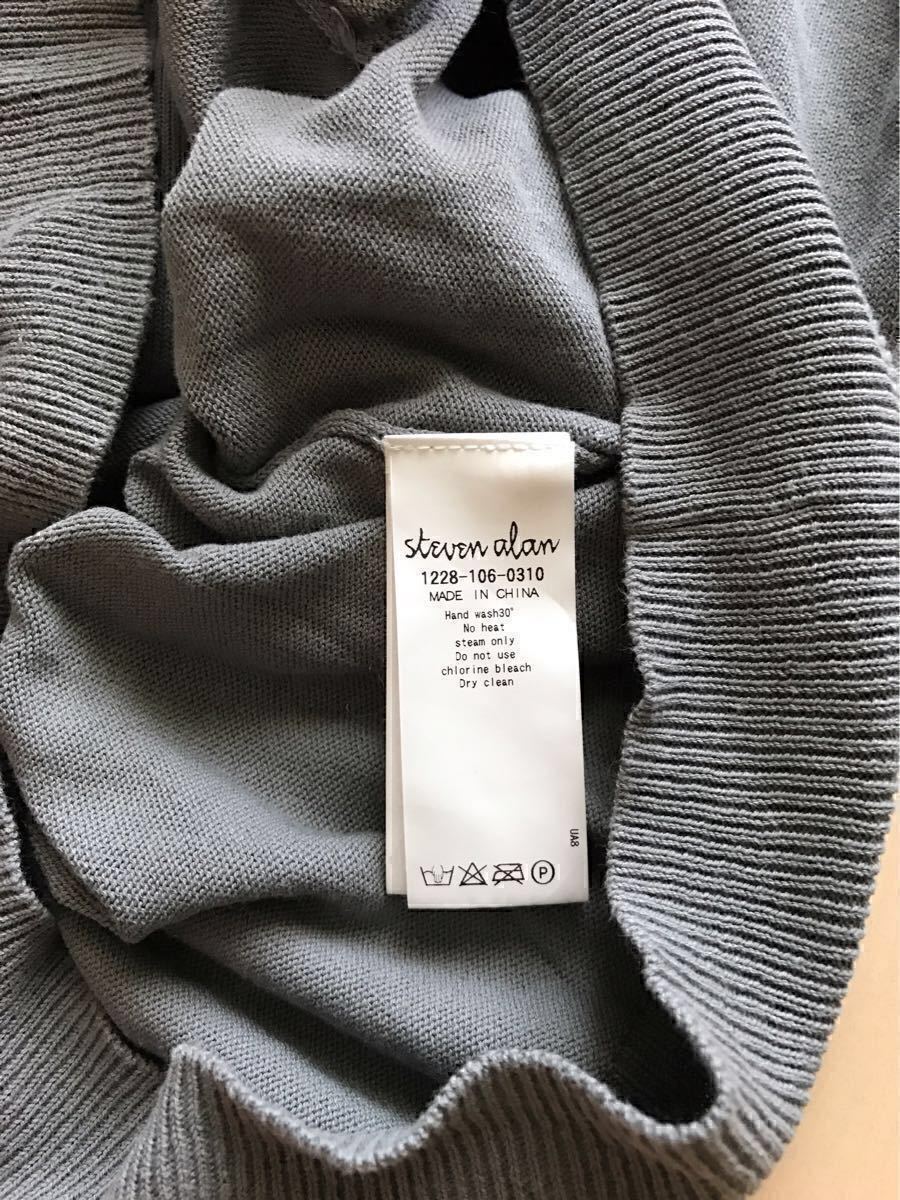 steven alan
1228-106-0310
MADE IN CHINA
Hand wash30°
No heat
steam only
Do not use
chlorine bleach
Dry clean
UA8
P